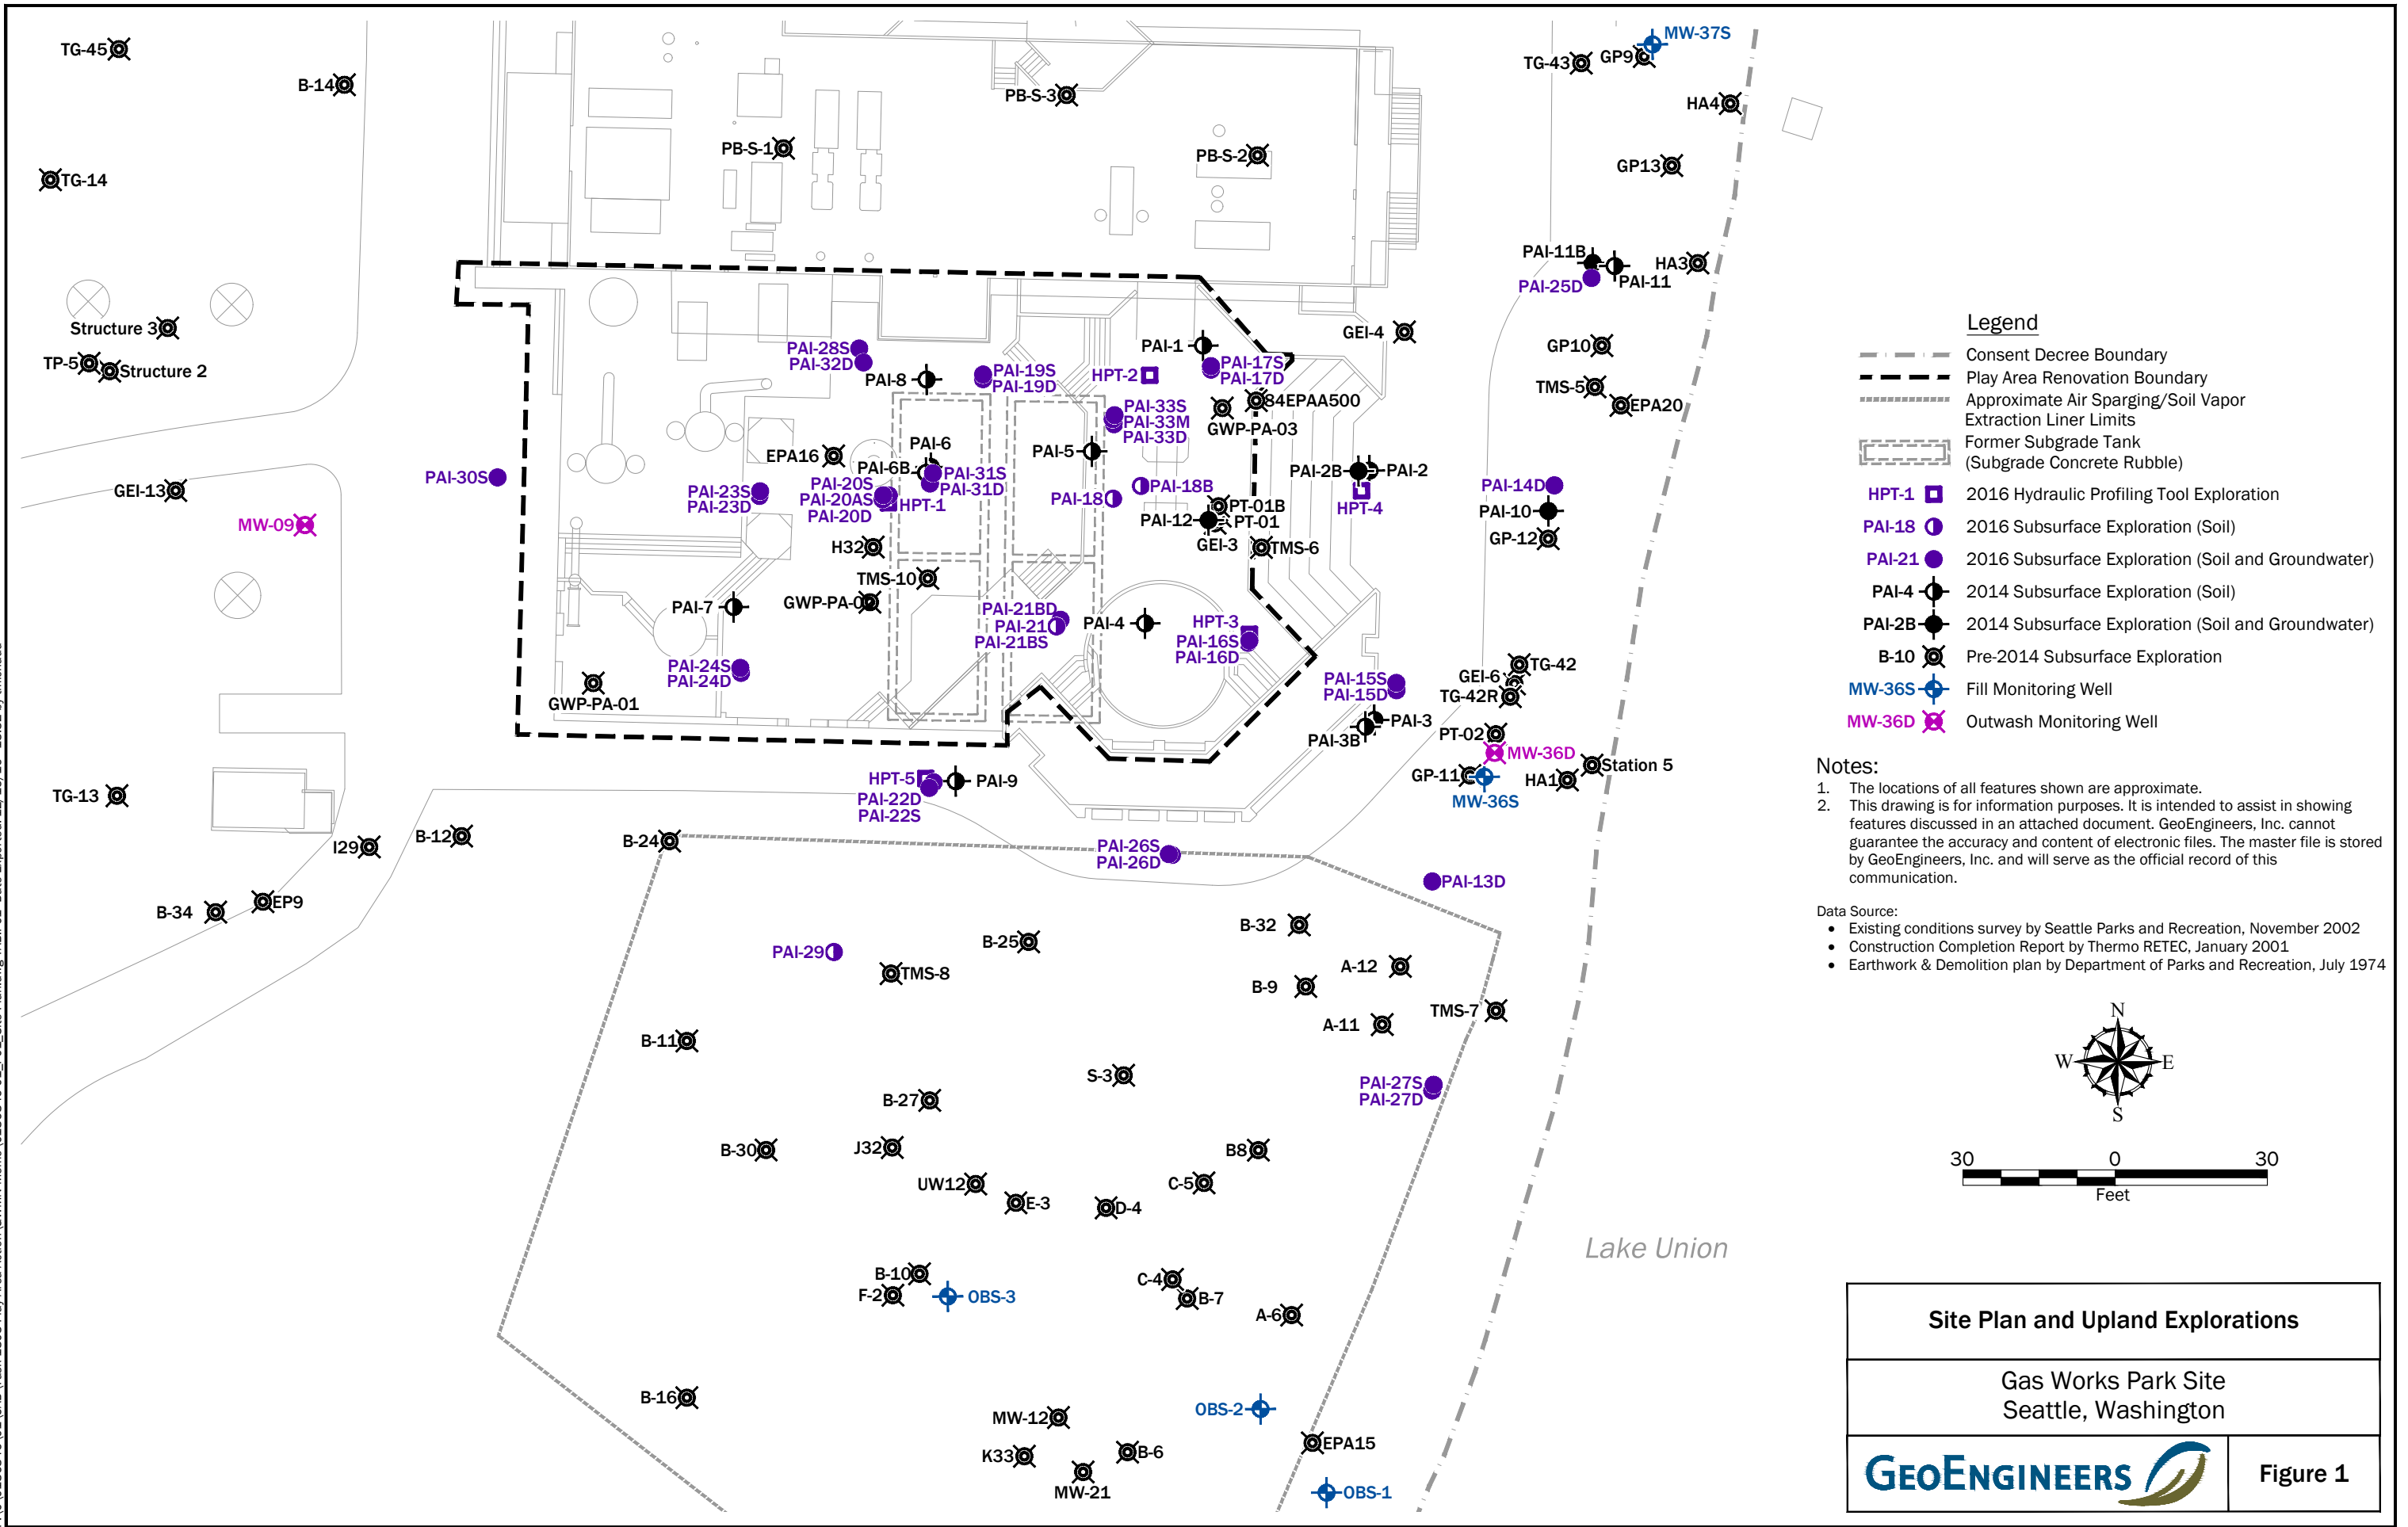 TG-45
B-14
TG-14
PB-S-1
PB-S-3
PB-S-2
TG-43
GP9
MW-37S
HA4
GP13
PAI-11B
PAI-11
PAI-25D
HA3
Structure 3
TP-5
Structure 2
GEI-4
GP10
TMS-5
EPA20
PAI-28S
PAI-32D
PAI-8
PAI-19S
PAI-19D
HPT-2
PAI-1
PAI-17S
PAI-17D
84EPAA500
GWP-PA-03
PAI-33S
PAI-33M
PAI-33D
PAI-5
PAI-6
PAI-6B
EPA16
PAI-31S
PAI-31D
PAI-20S
PAI-20AS
PAI-20D
HPT-1
PAI-23S
PAI-23D
PAI-30S
GEI-13
MW-09
PAI-18
PAI-18B
PAI-2B
PAI-2
HPT-4
PT-01B
PT-01
PAI-12
GEI-3
TMS-6
PAI-14D
PAI-10
GP-12
H32
TMS-10
PAI-7
PAI-21BD
PAI-21
PAI-21BS
PAI-4
HPT-3
PAI-16S
PAI-16D
PAI-24S
PAI-24D
GWP-PA-01
PAI-15S
PAI-15D
PAI-3
PAI-3B
TG-42
GEI-6
TG-42R
PT-02
MW-36D
GP-11
MW-36S
HA1
Station 5
TG-13
HPT-5
PAI-9
PAI-22D
PAI-22S
I29
B-12
B-24
PAI-26S
PAI-26D
PAI-13D
B-34
EP9
PAI-29
TMS-8
B-25
B-32
A-12
B-9
A-11
TMS-7
B-11
S-3
PAI-27S
PAI-27D
B-27
B-30
J32
UW12
E-3
D-4
C-5
B8
B-10
F-2
OBS-3
C-4
B-7
A-6
B-16
MW-12
K33
MW-21
B-6
OBS-2
EPA15
OBS-1
Lake Union
Legend
Consent Decree Boundary
Play Area Renovation Boundary
Approximate Air Sparging/Soil Vapor
Extraction Liner Limits
Former Subgrade Tank
(Subgrade Concrete Rubble)
HPT-1 2016 Hydraulic Profiling Tool Exploration
PAI-18 2016 Subsurface Exploration (Soil)
PAI-21 2016 Subsurface Exploration (Soil and Groundwater)
PAI-4 2014 Subsurface Exploration (Soil)
PAI-2B 2014 Subsurface Exploration (Soil and Groundwater)
B-10 Pre-2014 Subsurface Exploration
MW-36S Fill Monitoring Well
MW-36D Outwash Monitoring Well
Notes:
1. The locations of all features shown are approximate.
2. This drawing is for information purposes. It is intended to assist in showing
features discussed in an attached document. GeoEngineers, Inc. cannot
guarantee the accuracy and content of electronic files. The master file is stored
by GeoEngineers, Inc. and will serve as the official record of this
communication.
Data Source:
• Existing conditions survey by Seattle Parks and Recreation, November 2002
• Construction Completion Report by Thermo RETEC, January 2001
• Earthwork & Demolition plan by Department of Parks and Recreation, July 1974
N
W E
S
30 0 30
Feet
Site Plan and Upland Explorations
Gas Works Park Site
Seattle, Washington
GEOENGINEERS
Figure 1